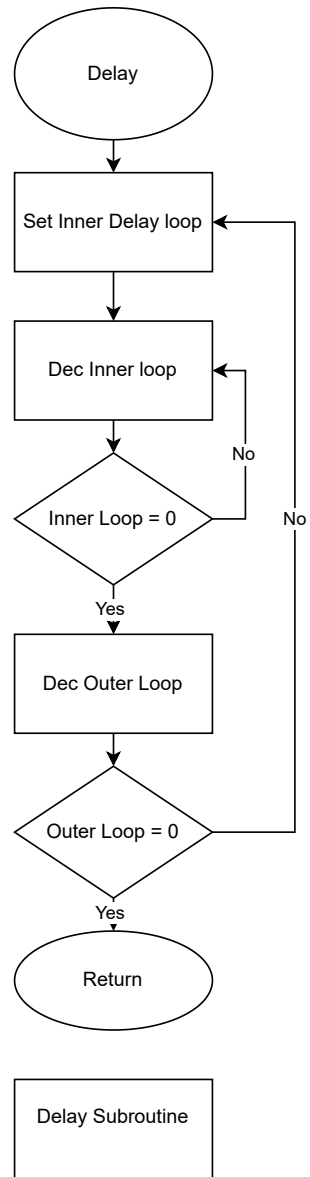 Delay
Set Inner Delay loop
Dec Inner loop
No
Inner Loop = 0
No
Yes
Dec Outer Loop
Outer Loop = 0
Yes
Return
Delay Subroutine